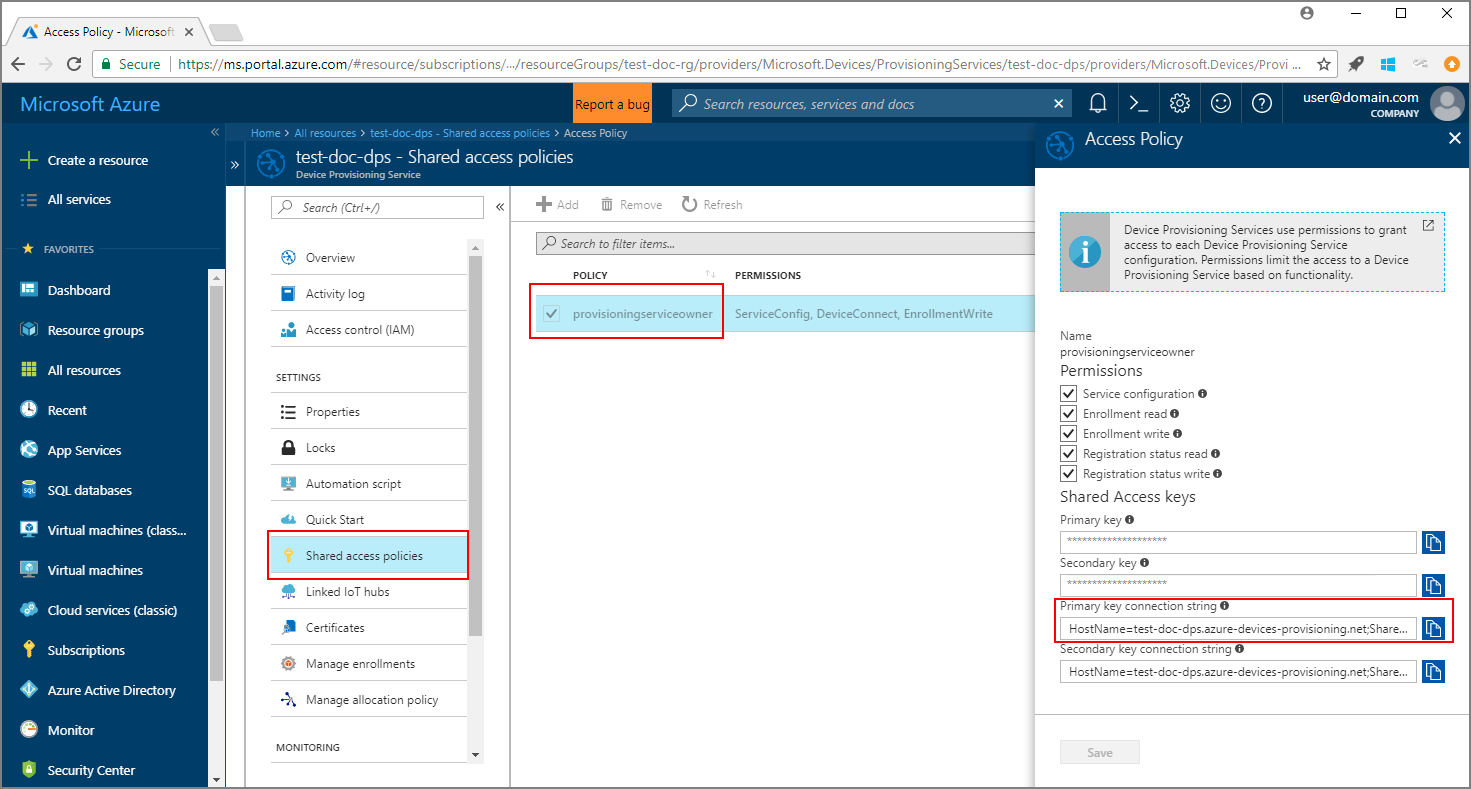 Access Policy - Microsoft
Secure
https://ms.portal.azure.com/#resource/subscriptions/.../resourceGroups/test-doc-rg/providers/Microsoft.Devices/ProvisioningServices/test-doc-dps/providers/Microsoft.Devices/Provi ...
Microsoft Azure
Report a bug
Search resources, services and docs
user@domain.com
COMPANY
Create a resource
All services
FAVORITES
Dashboard
Resource groups
All resources
Recent
App Services
SQL databases
Virtual machines (class...
Virtual machines
Cloud services (classic)
Subscriptions
Azure Active Directory
Monitor
Security Center
Home > All resources > test-doc-dps - Shared access policies > Access Policy
test-doc-dps - Shared access policies
Device Provisioning Service
Search (Ctrl+/)
Overview
Activity log
Access control (IAM)
SETTINGS
Properties
Locks
Automation script
Quick Start
Shared access policies
Linked IoT hubs
Certificates
Manage enrollments
Manage allocation policy
MONITORING
Add Remove Refresh
Search to filter items...
POLICY PERMISSIONS
provisioningserviceowner ServiceConfig, DeviceConnect, EnrollmentWrite
Access Policy
Device Provisioning Services use permissions to grant
access to each Device Provisioning Service
configuration. Permissions limit the access to a Device
Provisioning Service based on functionality.
Name
provisioningserviceowner
Permissions
Service configuration
Enrollment read
Enrollment write
Registration status read
Registration status write
Shared Access keys
Primary key
********************
Secondary key
********************
Primary key connection string
HostName=test-doc-dps.azure-devices-provisioning.net;Share...
Secondary key connection string
HostName=test-doc-dps.azure-devices-provisioning.net;Share...
Save